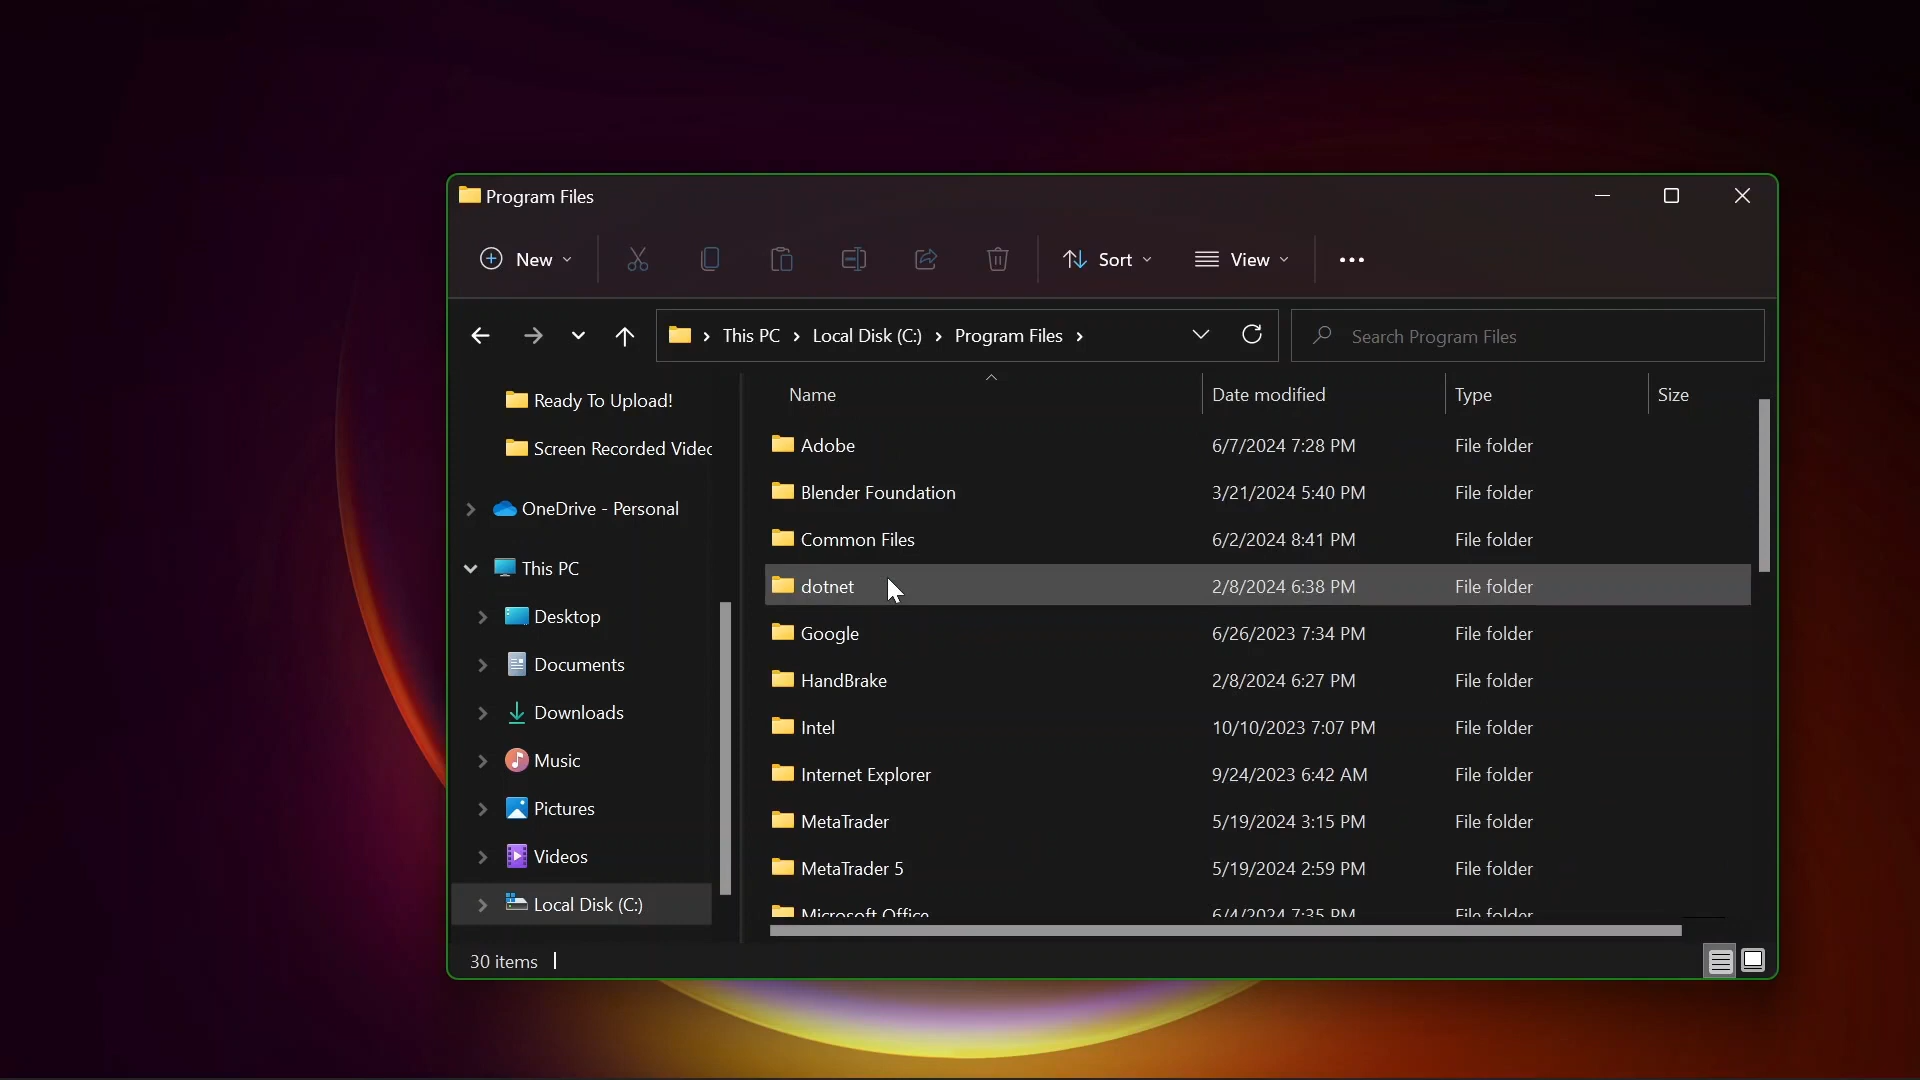 Program Files
New
Sort
View
This PC
Local Disk (C:)
Program Files
Search Program Files
Ready To Upload!
Screen Recorded Videc
OneDrive - Personal
This PC
Desktop
Documents
Downloads
Music
Pictures
Videos
Local Disk (C:)
Name Date modified Type Size
Adobe 6/7/2024 7:28 PM File folder
Blender Foundation 3/21/2024 5:40 PM File folder
Common Files 6/2/2024 8:41 PM File folder
dotnet 2/8/2024 6:38 PM File folder
Google 6/26/2023 7:34 PM File folder
HandBrake 2/8/2024 6:27 PM File folder
Intel 10/10/2023 7:07 PM File folder
Internet Explorer 9/24/2023 6:42 AM File folder
MetaTrader 5/19/2024 3:15 PM File folder
MetaTrader 5 5/19/2024 2:59 PM File folder
Microsoft Office 6/4/2024 7:35 PM File folder
30 items